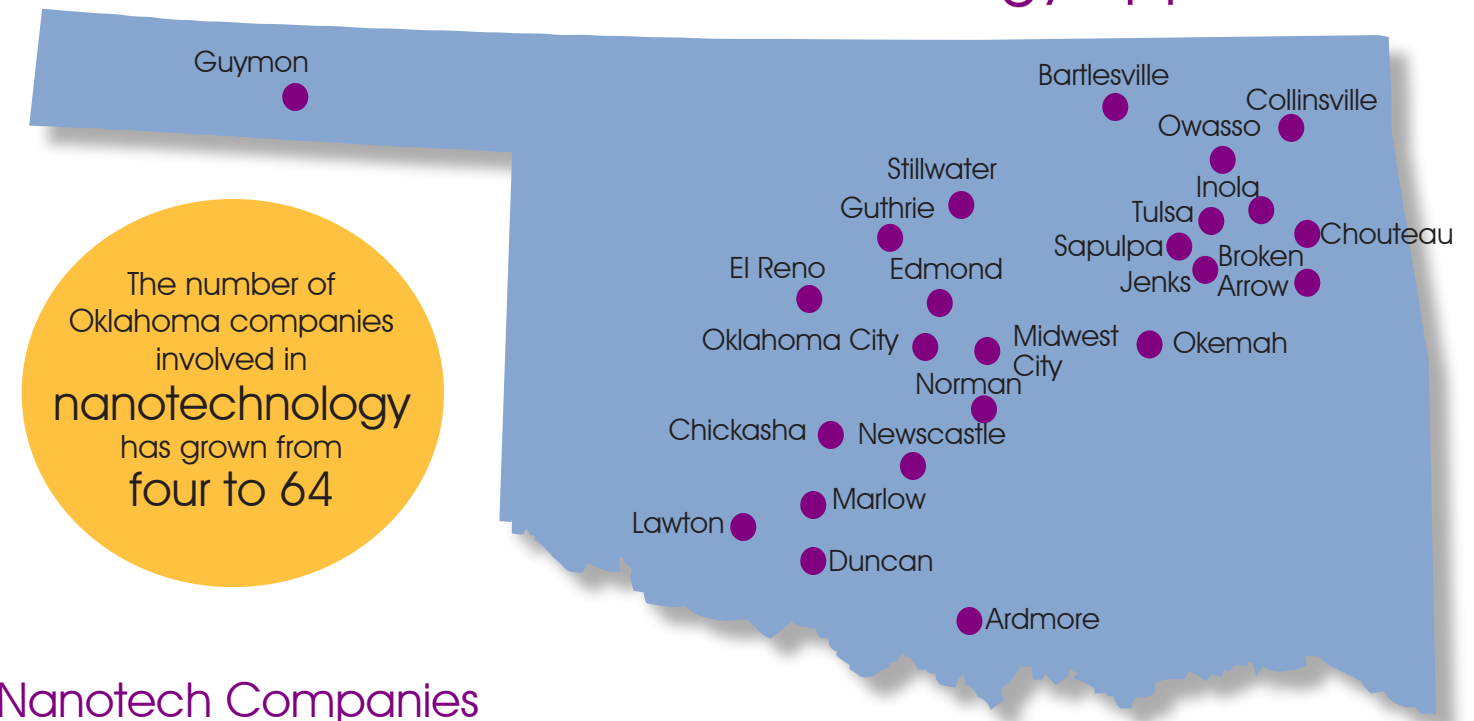 Guymon
Bartlesville
Collinsville
Owasso
Stillwater
Inola
Guthrie
Tulsa
Chouteau
Sapulpa
Broken
Arrow
Jenks
El Reno
Edmond
Oklahoma City
Midwest
City
Okemah
Norman
Chickasha
Newscastle
Marlow
Lawton
Duncan
Ardmore
The number of
Oklahoma companies
involved in
nanotechnology
has grown from
four to 64
Nanotech Companies